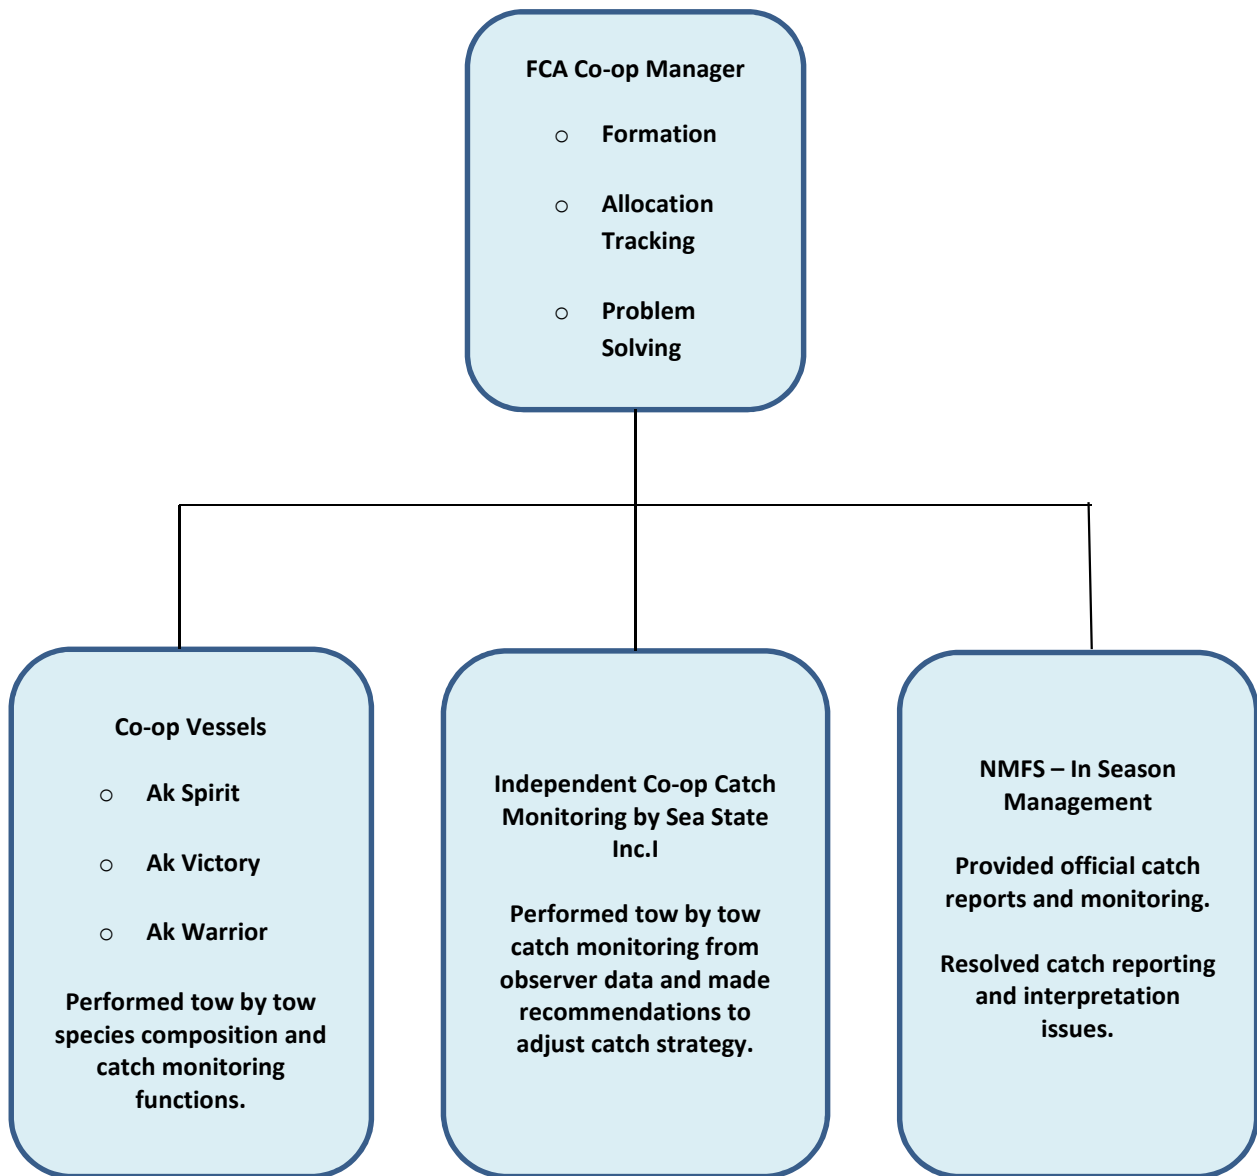 FCA Co-op Manager
○ Formation
○ Allocation
Tracking
○ Problem
Solving
Co-op Vessels
○ Ak Spirit
○ Ak Victory
○ Ak Warrior
Performed tow by tow
species composition and
catch monitoring
functions.
Independent Co-op Catch
Monitoring by Sea State
Inc.I
Performed tow by tow
catch monitoring from
observer data and made
recommendations to
adjust catch strategy.
NMFS – In Season
Management
Provided official catch
reports and monitoring.
Resolved catch reporting
and interpretation
issues.